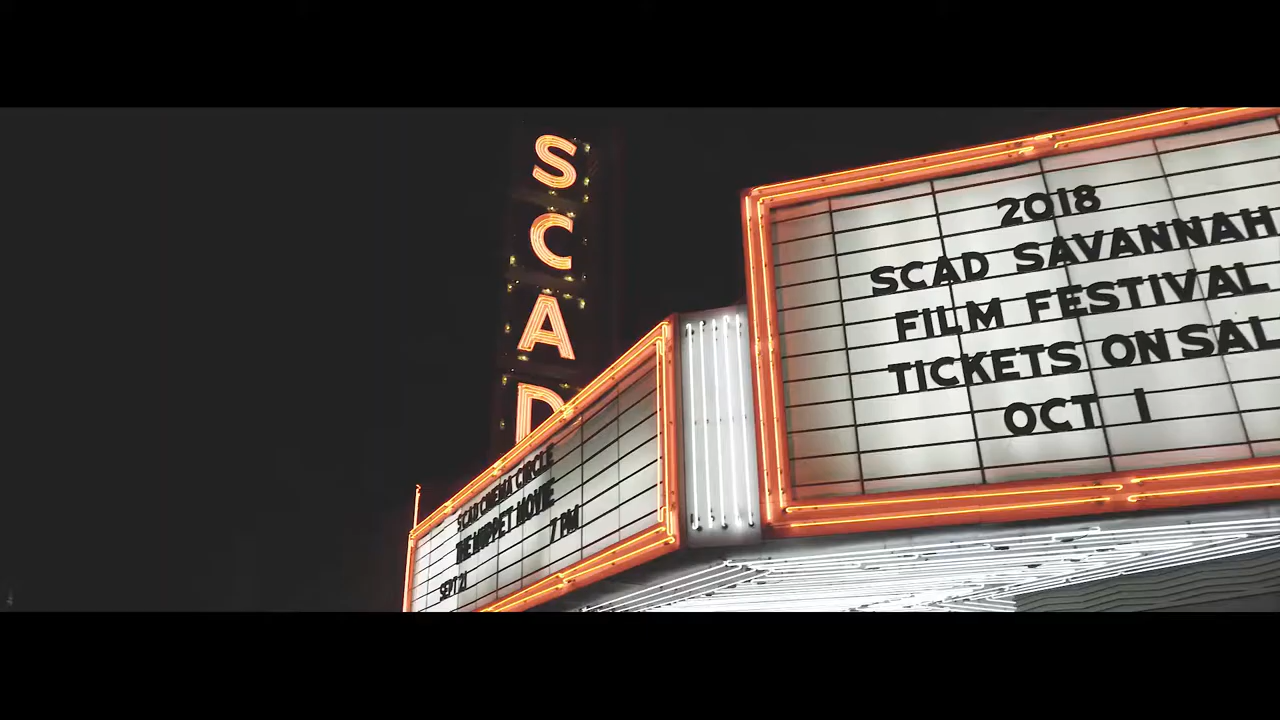 SCAD
2018
SCAD SAVANNAH
FILM FESTIVAL
TICKETS ON SAL
OCT 1
SCAD CINEMA CIRCLE
THE MUPPET MOVIE
7 PM
SEPT 21